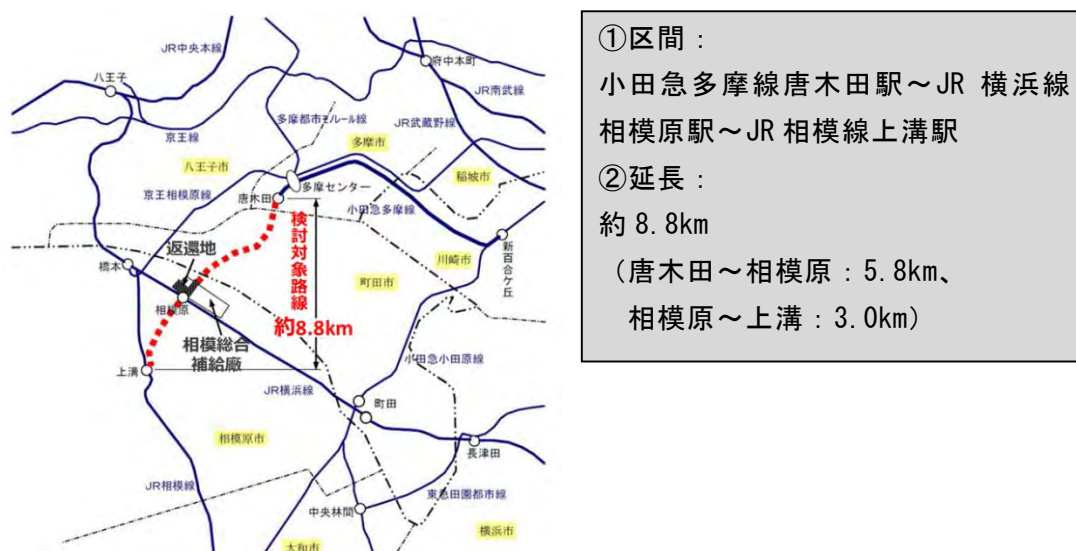 JR中央本線
八王子
府中本町
JR南武線
多摩都市モノレール線
JR武蔵野線
京王線
多摩市
八王子市
稲城市
京王相模原線
多摩センター
唐木田
小田急多摩線
検討対象路線
約8.8km
返還地
新百合ケ丘
川崎市
橋本
町田市
相模原
相模総合
補給廠
小田急小田原線
上溝
JR横浜線
町田
相模原市
長津田
JR相模線
東急田園都市線
中央林間
横浜市
大和市
①区間：
小田急多摩線唐木田駅～JR 横浜線
相模原駅～JR相模線上溝駅
②延長：
約 8.8km
（唐木田～相模原：5.8km、
相模原～上溝：3.0km）